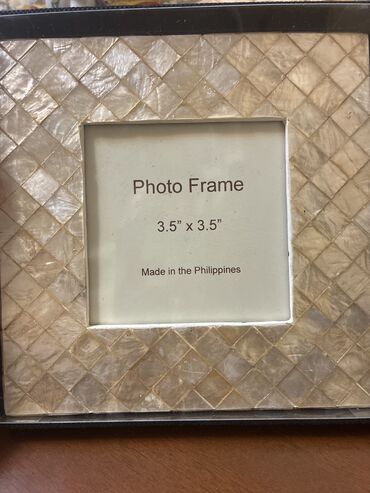 Photo Frame
3.5" x 3.5"
Made in the Philippines